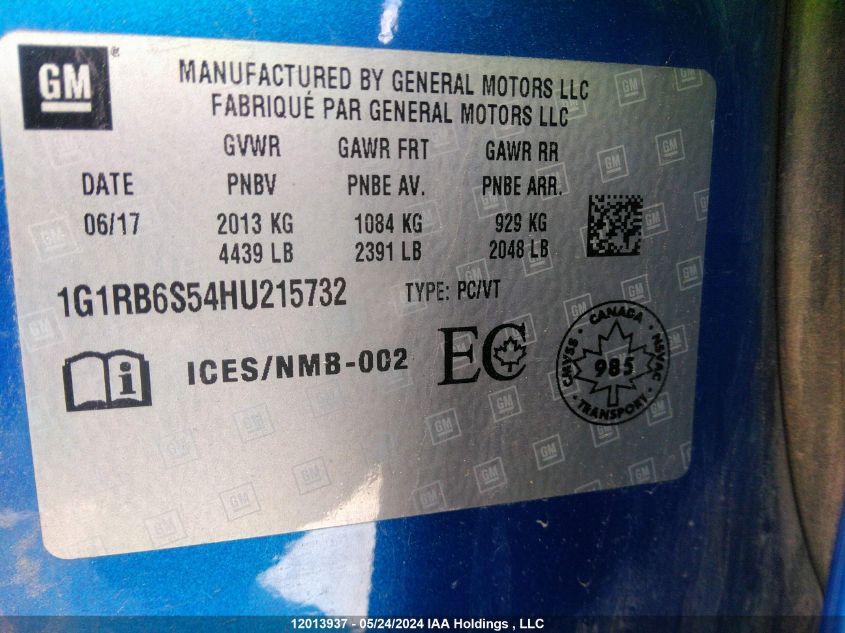 GM ®
MANUFACTURED BY GENERAL MOTORS LLC
FABRIQUÉ PAR GENERAL MOTORS LLC
GVWR GAWR FRT GAWR RR
DATE PNBV PNBE AV. PNBE ARR.
06/17 2013 KG 1084 KG 929 KG
4439 LB 2391 LB 2048 LB
1G1RB6S54HU215732 TYPE: PC/VT
i ICES/NMB-002 EC
CANADA
CMVSS 985 NSVAC
TRANSPORT
12013937 - 05/24/2024 IAA Holdings , LLC